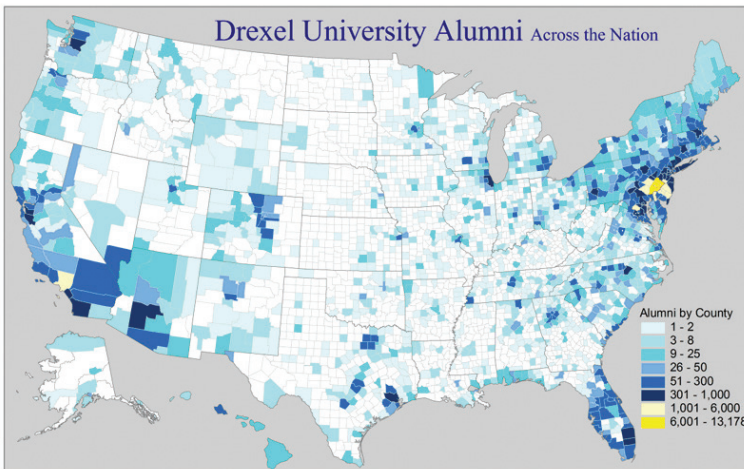 Drexel University Alumni Across the Nation
Alumni by County
1 - 2
3 - 8
9 - 25
26 - 50
51 - 300
301 - 1,000
1,001 - 6,000
6,001 - 13,178